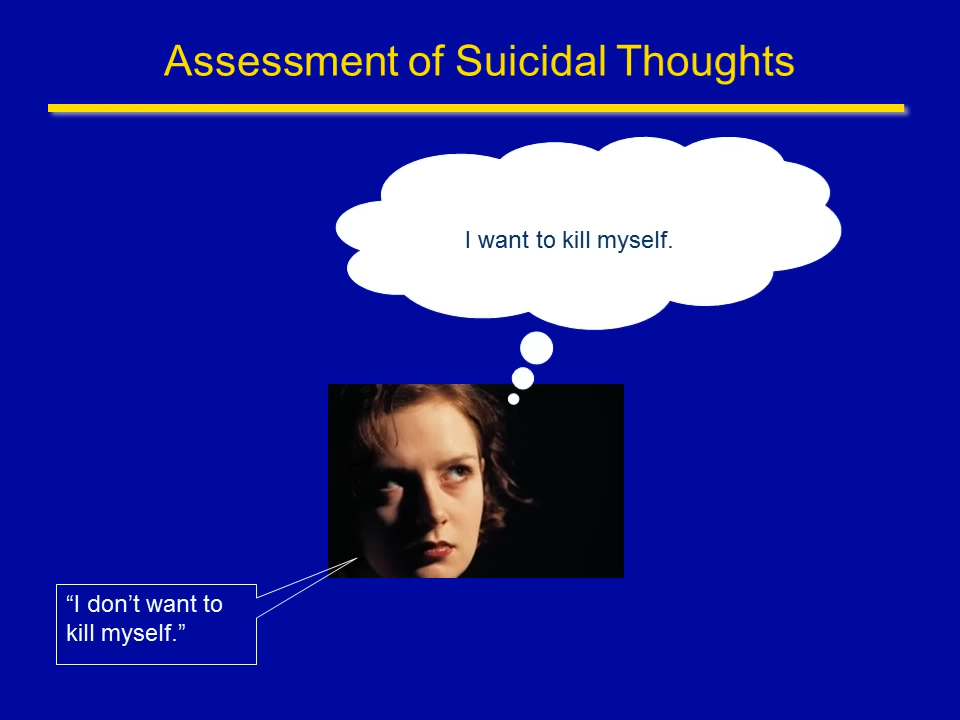 Assessment of Suicidal Thoughts
I want to kill myself.
“I don’t want to
kill myself.”